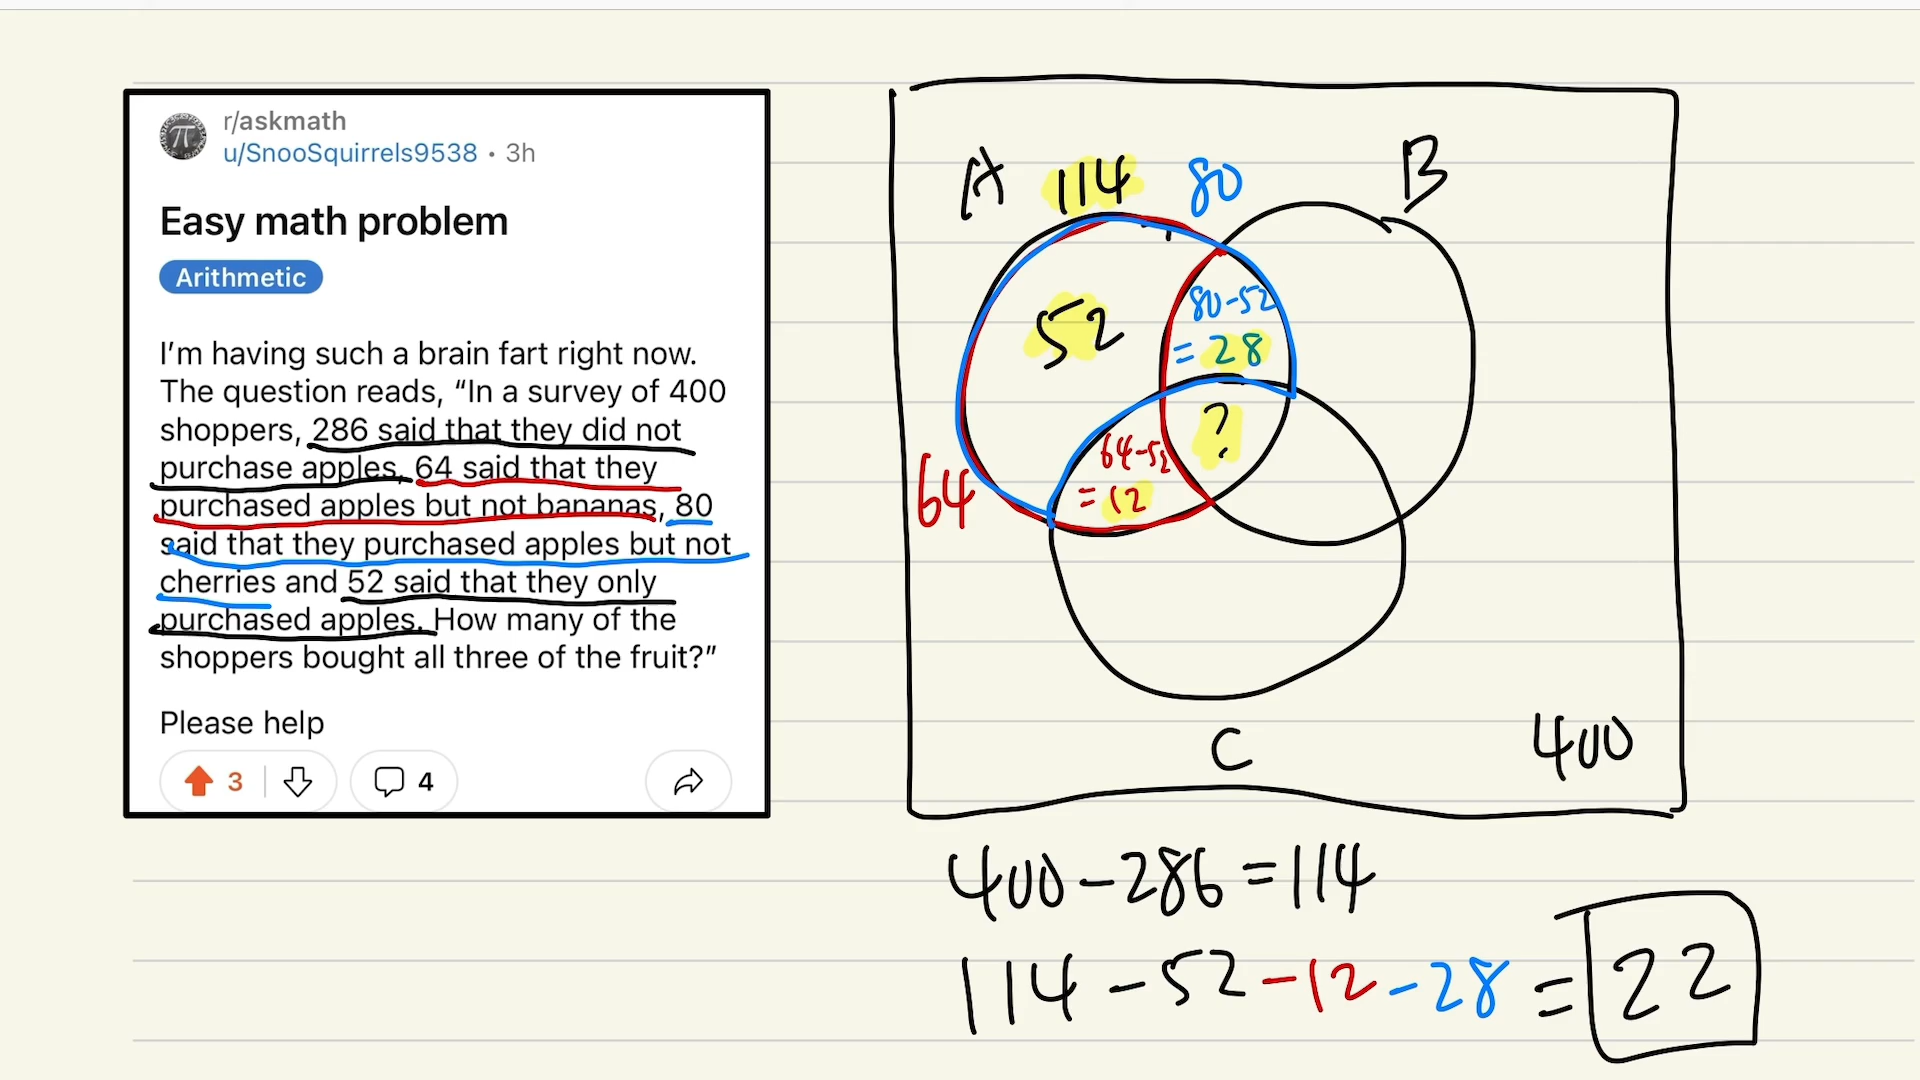 r/askmath
u/SnooSquirrels9538 • 3h
Easy math problem
Arithmetic
I'm having such a brain fart right now.
The question reads, “In a survey of 400
shoppers, 286 said that they did not
purchase apples, 64 said that they
purchased apples but not bananas, 80
said that they purchased apples but not
cherries and 52 said that they only
purchased apples. How many of the
shoppers bought all three of the fruit?”
Please help
3
4
A 114 80 B
52
80-52
= 28
?
64-52
= 12
64
C
400
400-286=114
114-52-12-28=22